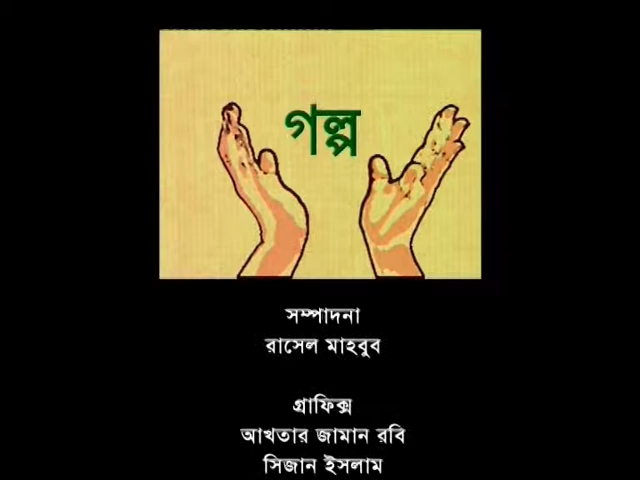 গল্প
সম্পাদনা
রাসেল মাহবুব
গ্রাফিক্স
আখতার জামান রবি
সিজান ইসলাম